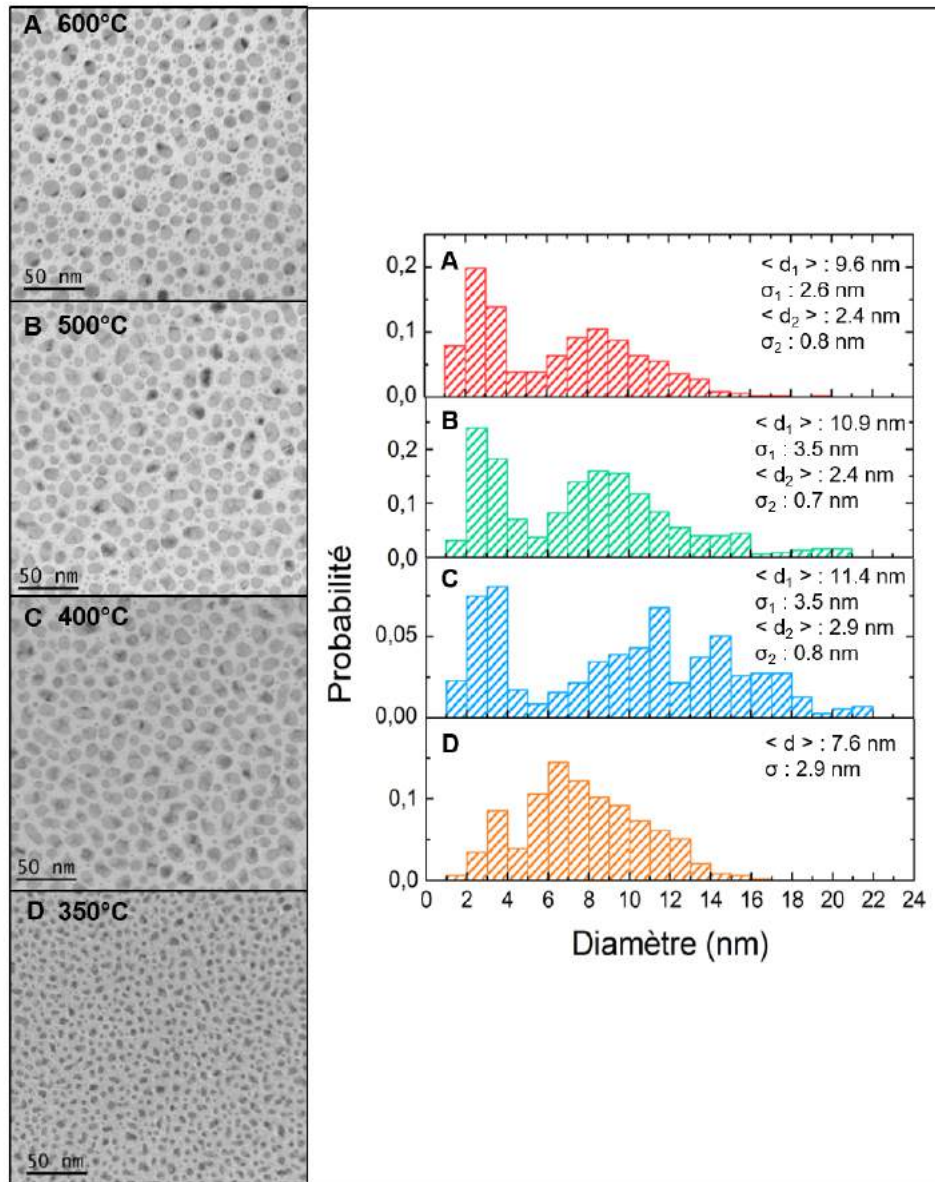 A 600°C
50 nm
B 500°C
50 nm
C 400°C
50 nm
D 350°C
50 nm
Probabilité
A
0,2
0,1
0,0
< d₁ > : 9.6 nm
σ₁ : 2.6 nm
< d₂ > : 2.4 nm
σ₂ : 0.8 nm
B
0,2
0,1
0,0
< d₁ > : 10.9 nm
σ₁ : 3.5 nm
< d₂ > : 2.4 nm
σ₂ : 0.7 nm
C
0,05
0,00
< d₁ > : 11.4 nm
σ₁ : 3.5 nm
< d₂ > : 2.9 nm
σ₂ : 0.8 nm
D
0,1
0,0
< d > : 7.6 nm
σ : 2.9 nm
0 2 4 6 8 10 12 14 16 18 20 22 24
Diamètre (nm)